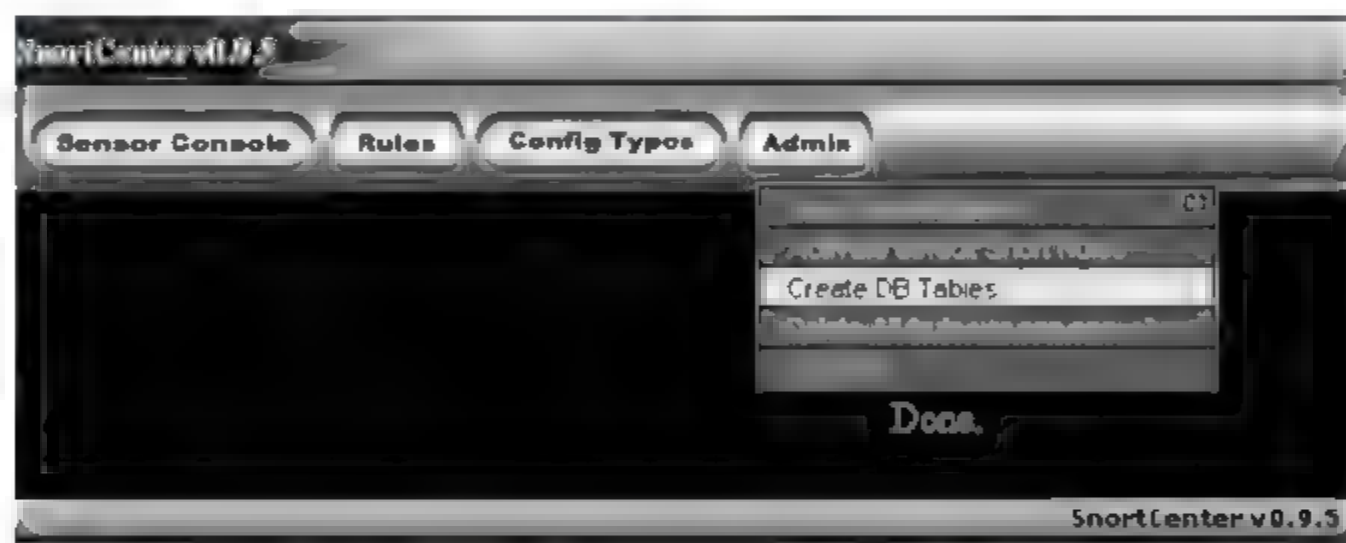 SnortCenter v0.9.5
Sensor Console Rules Config Types Admin
Create DB Tables
Done.
SnortCenter v0.9.5